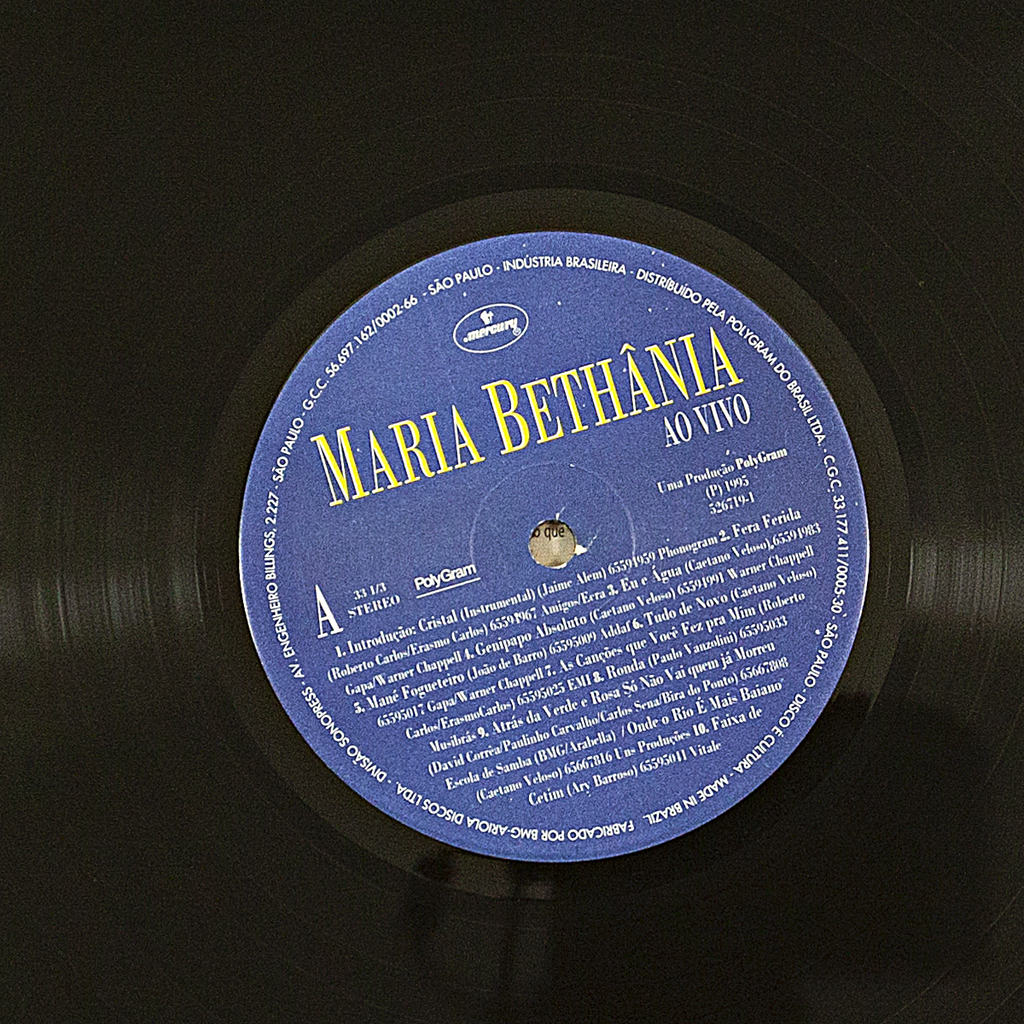 AV. ENGENHEIRO BILLINGS, 2.227 - SÃO PAULO - G.C.C. 56.697.162/0002-66 - SÃO PAULO - INDÚSTRIA BRASILEIRA - DISTRIBUÍDO PELA POLYGRAM DO BRASIL LTDA. - C.G.C. 33.177.411/0005-30 - SÃO PAULO
mercury
MARIA BETHÂNIA
AO VIVO
Uma Produção PolyGram
(P) 1995
526719-1
o que
A
33 1/3
STEREO
PolyGram
1. Introdução: Cristal (Instrumental) (Jaime Alem) 65591959 Phonogram 2. Fera Ferida
(Roberto Carlos/Erasmo Carlos) 65591967 Amigos/Erra 3. Eu e Água (Caetano Veloso) 65591983
Gapa/Warner Chappell 4. Genipapo Absoluto (Caetano Veloso) 65591991 Warner Chappell
5. Mané Fogueteiro (João de Barro) 65595009 Addaf 6. Tudo de Novo (Caetano Veloso)
65595017 Gapa/Warner Chappell 7. As Canções que Você Fez pra Mim (Roberto
Carlos/ErasmoCarlos) 65595025 EMI 8. Ronda (Paulo Vanzolini) 65595033
Musibrás 9. Atrás da Verde e Rosa Só Não Vai quem já Morreu
(David Corrêa/Paulinho Carvalho/Carlos Sena/Bira do Ponto) 65667808
Escola de Samba (BMG/Arabella) / Onde o Rio É Mais Baiano
(Caetano Veloso) 65667816 Uns Produções 10. Faixa de
Cetim (Ary Barroso) 65595041 Vitale
DISCO É CULTURA - MADE IN BRAZIL
FABRICADO POR BMG-ARIOLA DISCOS LTDA. - DIVISÃO SONOPRESS -